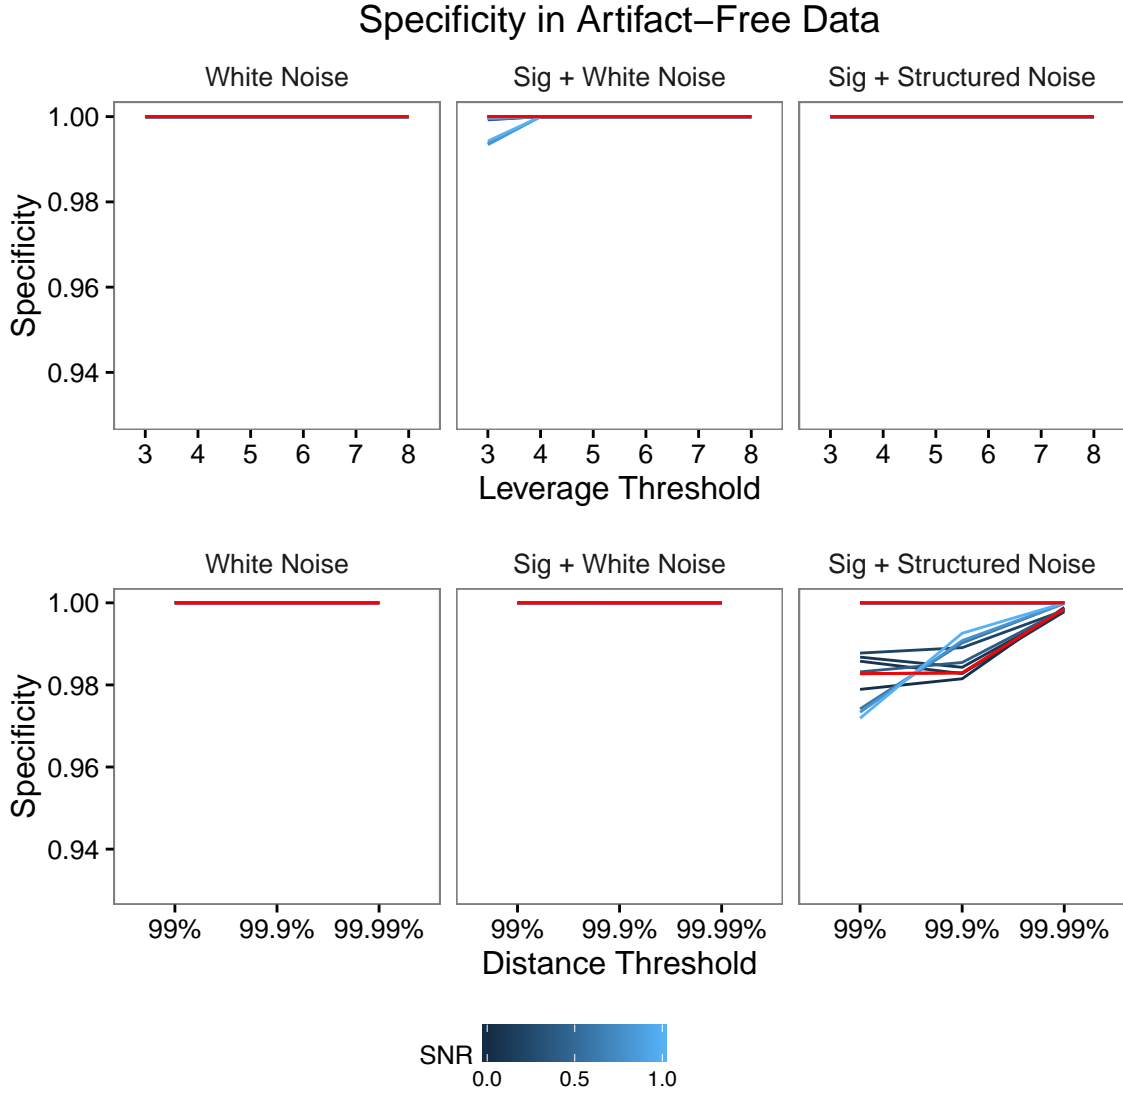 Specificity in Artifact−Free Data
White Noise
Sig + White Noise
Sig + Structured Noise
Specificity
1.00
0.98
0.96
0.94
3 4 5 6 7 8
3 4 5 6 7 8
3 4 5 6 7 8
Leverage Threshold
White Noise
Sig + White Noise
Sig + Structured Noise
Specificity
1.00
0.98
0.96
0.94
99% 99.9% 99.99%
99% 99.9% 99.99%
99% 99.9% 99.99%
Distance Threshold
SNR
0.0 0.5 1.0